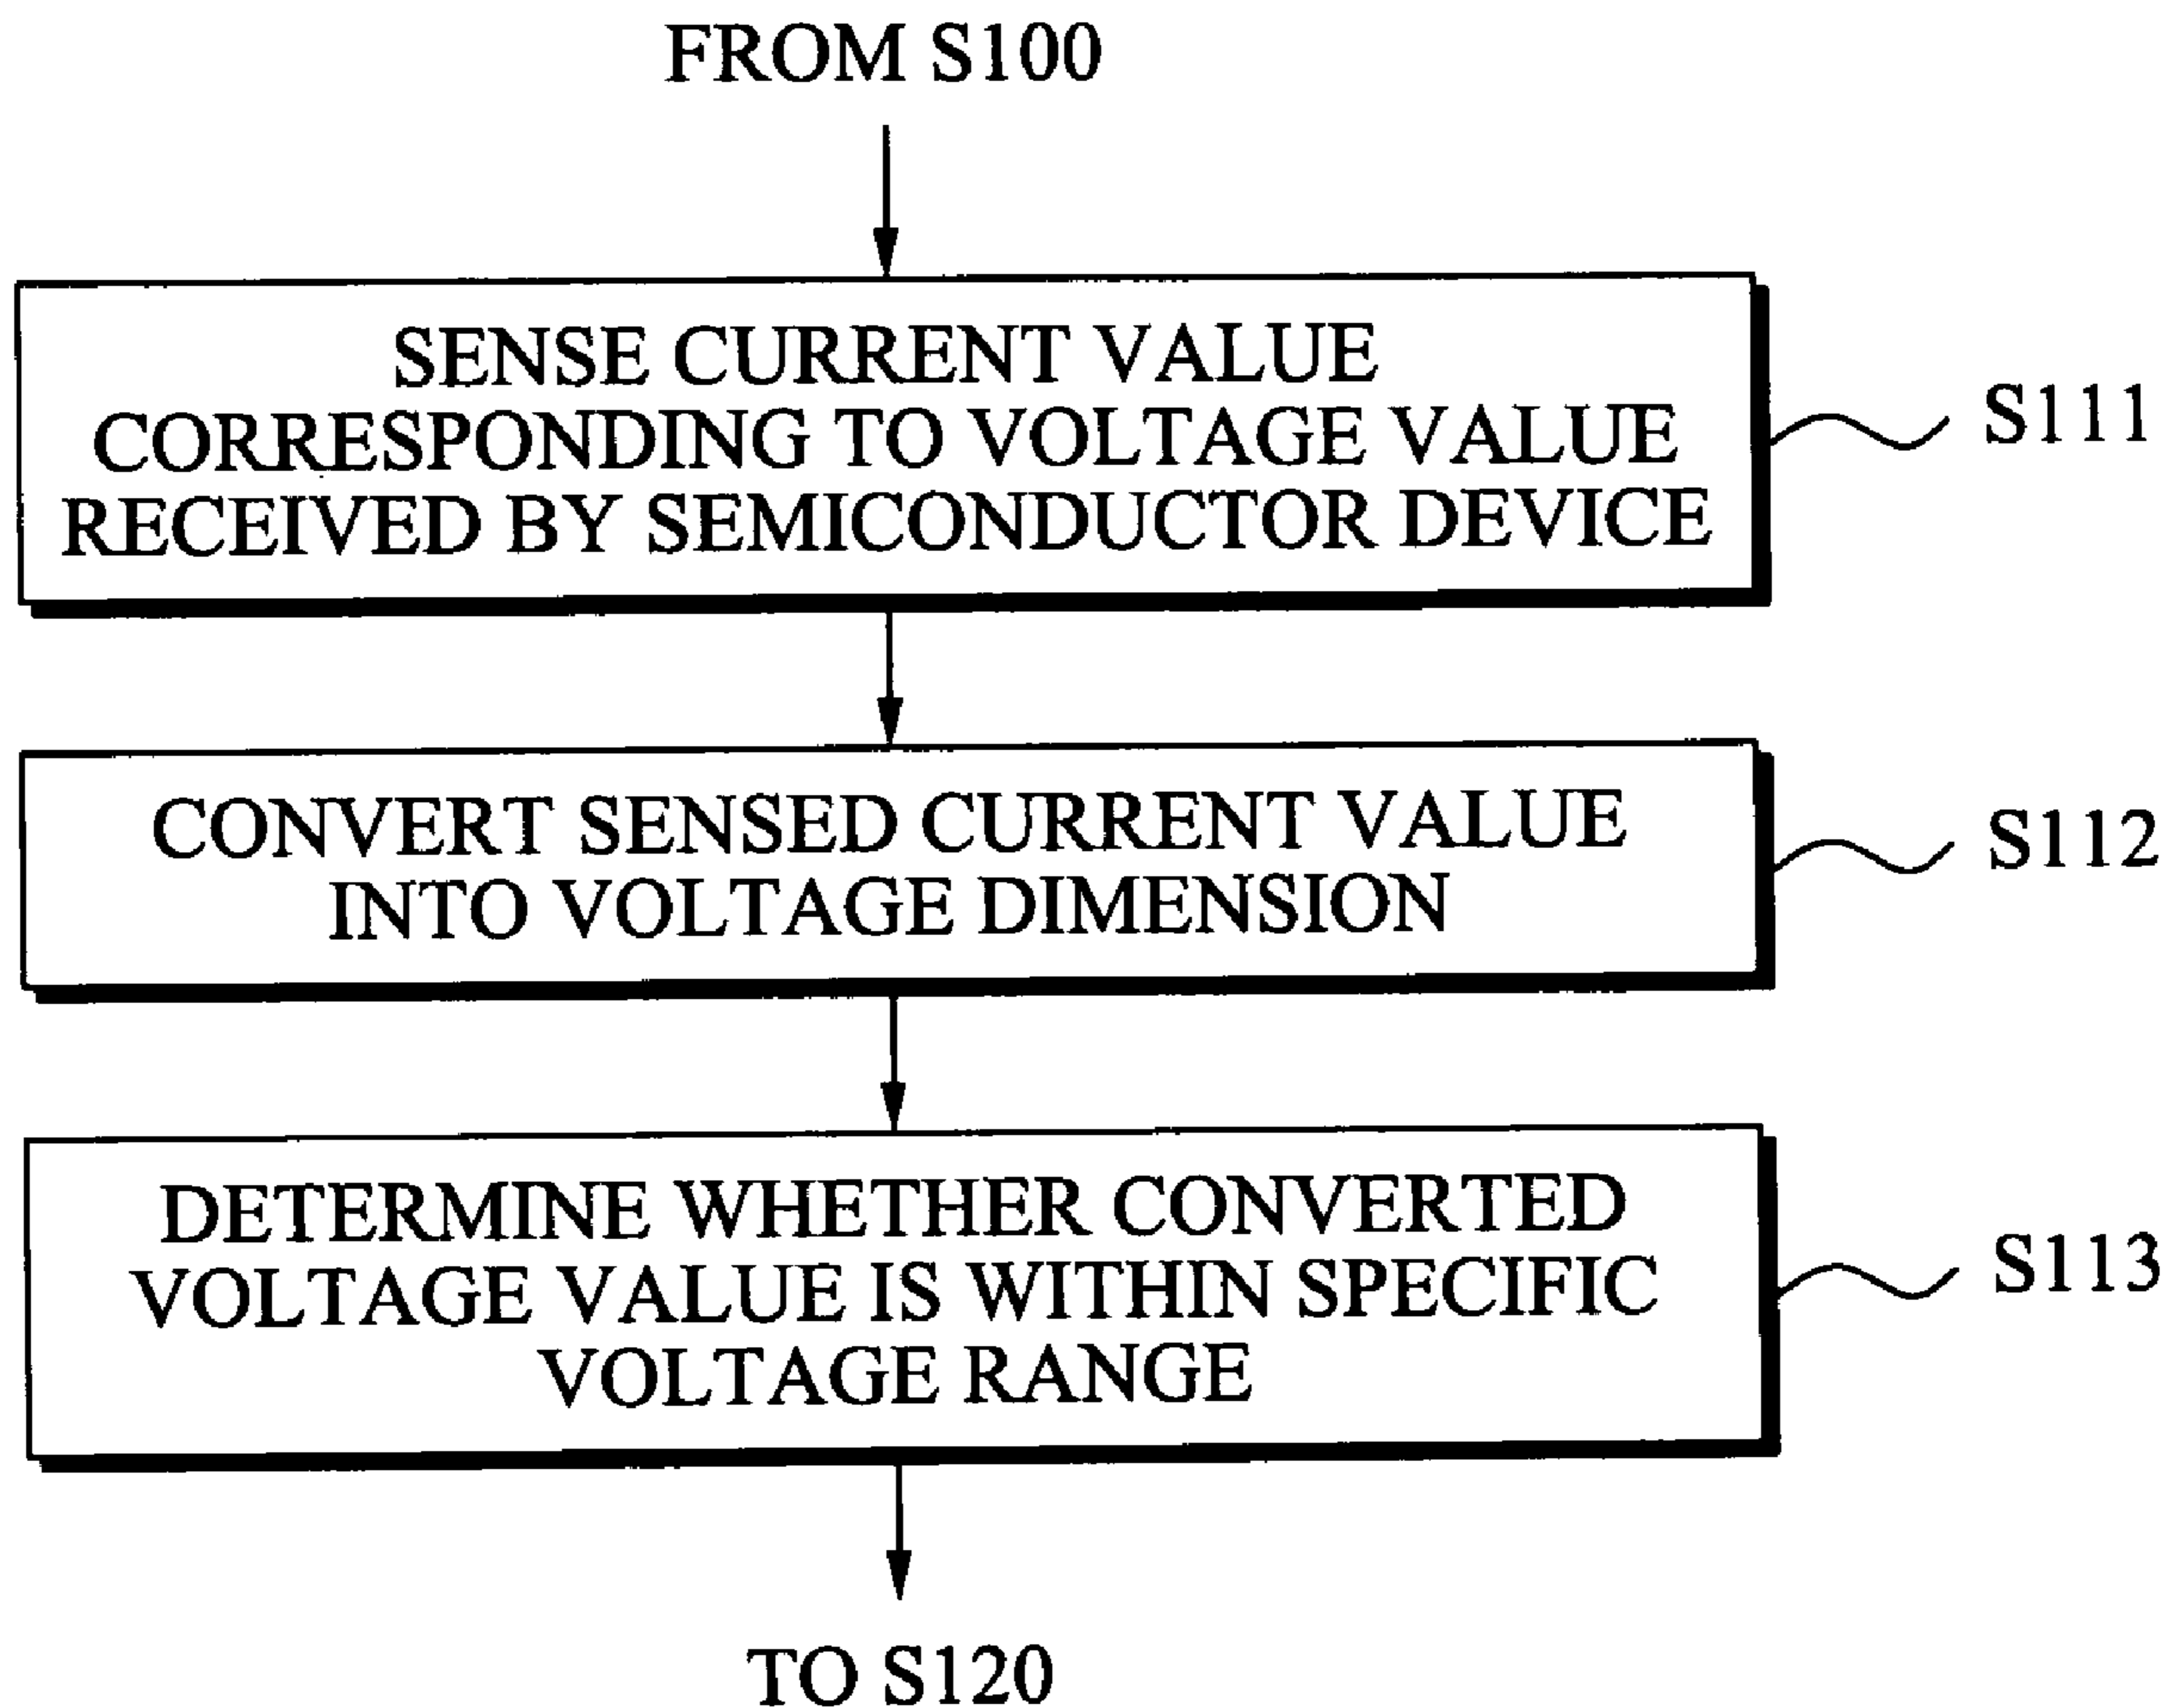 FROM S100
SENSE CURRENT VALUE
CORRESPONDING TO VOLTAGE VALUE
RECEIVED BY SEMICONDUCTOR DEVICE
S111
CONVERT SENSED CURRENT VALUE
INTO VOLTAGE DIMENSION
S112
DETERMINE WHETHER CONVERTED
VOLTAGE VALUE IS WITHIN SPECIFIC
VOLTAGE RANGE
S113
TO S120